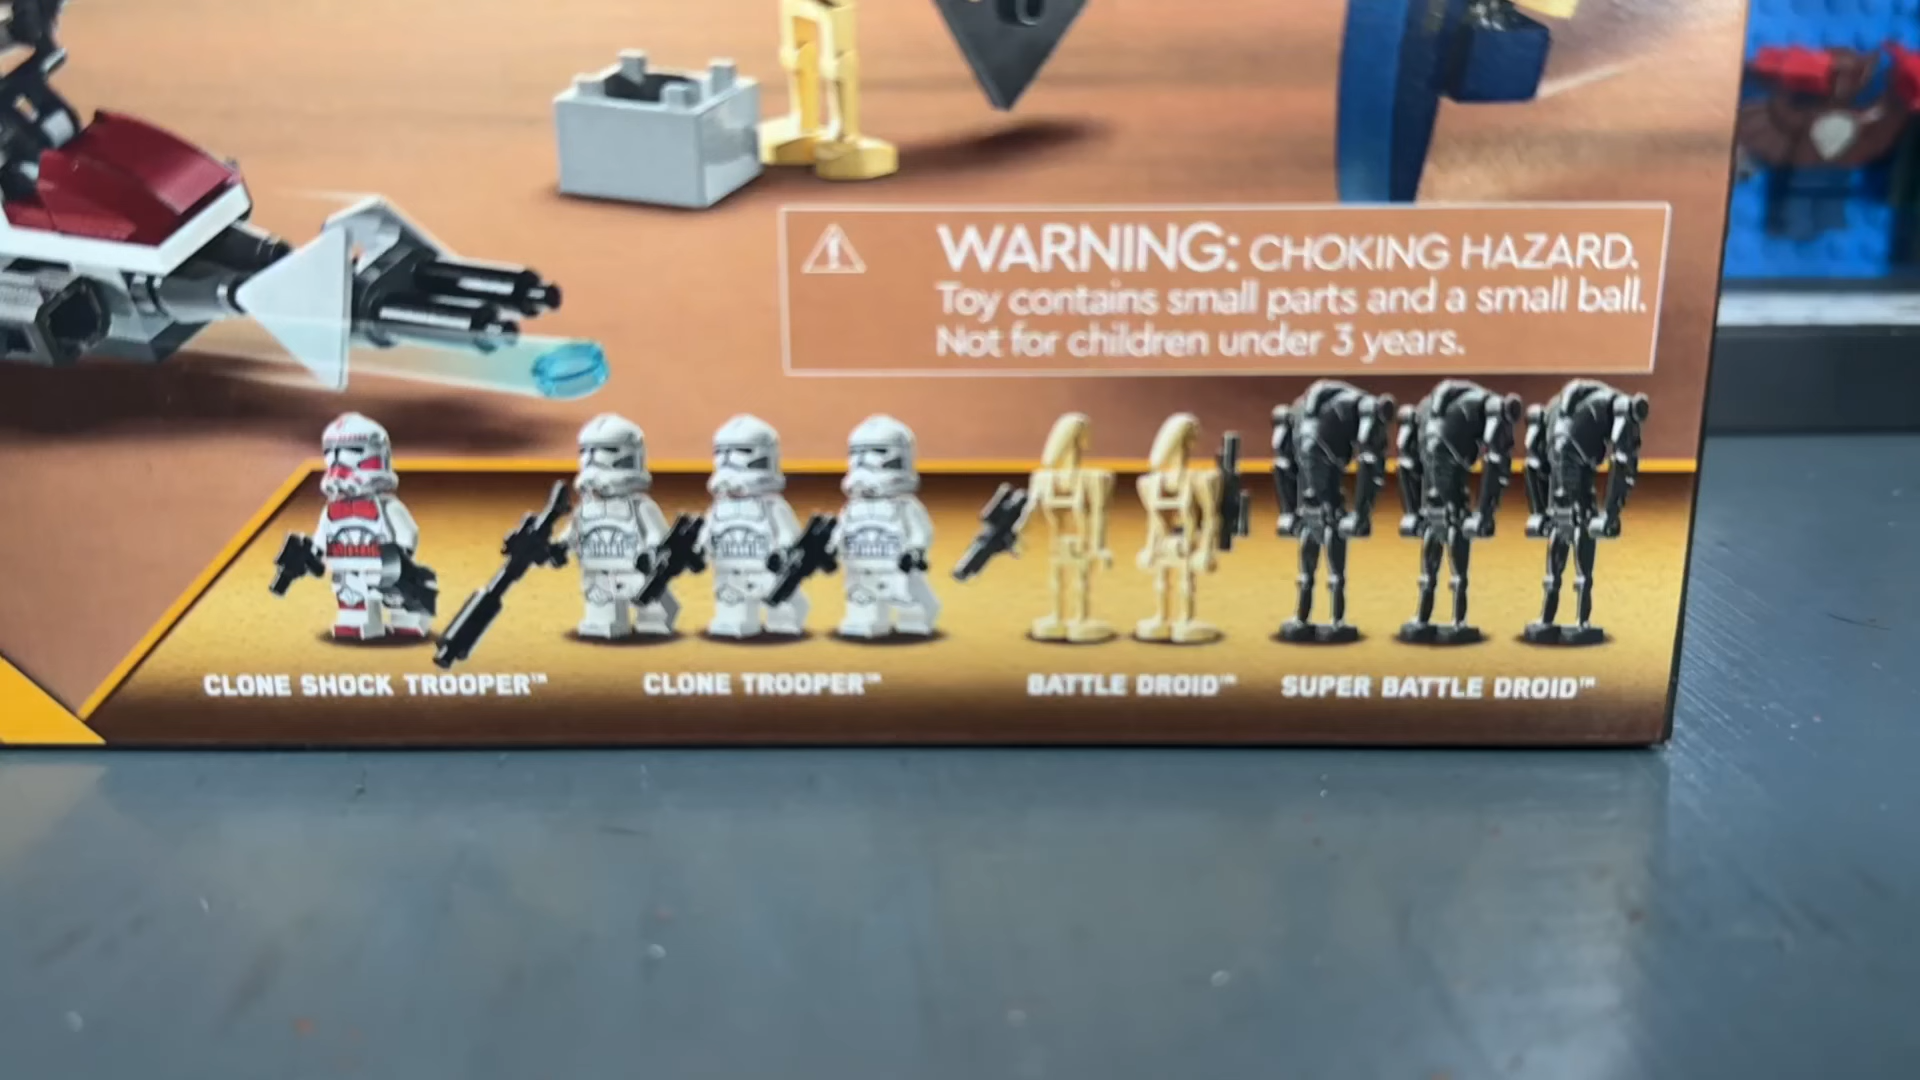 WARNING: CHOKING HAZARD.
Toy contains small parts and a small ball.
Not for children under 3 years.
CLONE SHOCK TROOPER™
CLONE TROOPER™
BATTLE DROID™
SUPER BATTLE DROID™